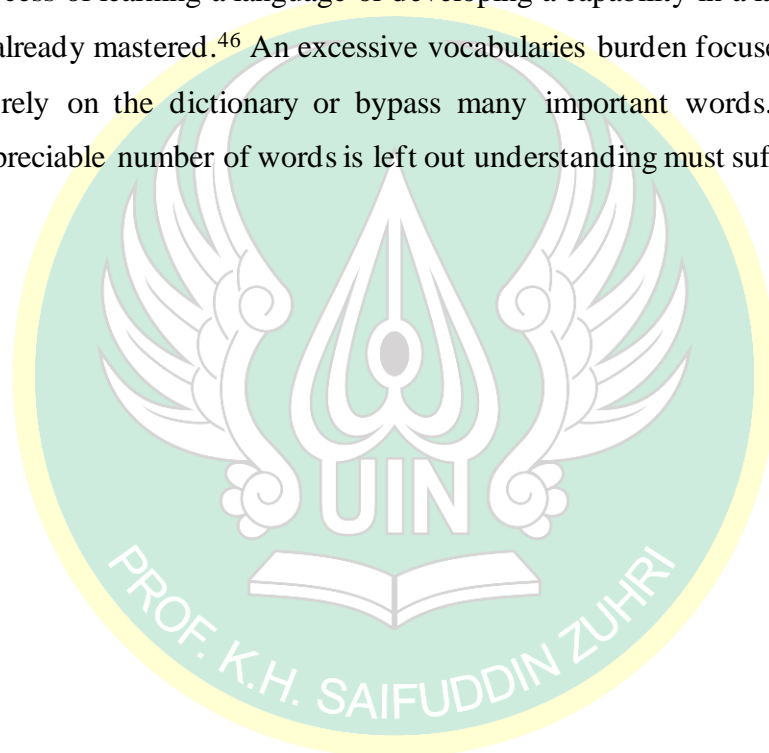 cess of learning a language or developing a capability in a la
already mastered.46 An excessive vocabularies burden focuse
rely on the dictionary or bypass many important words.
preciable number of words is left out understanding must suf
UIN
PROF. K.H. SAIFUDDIN ZUHRI